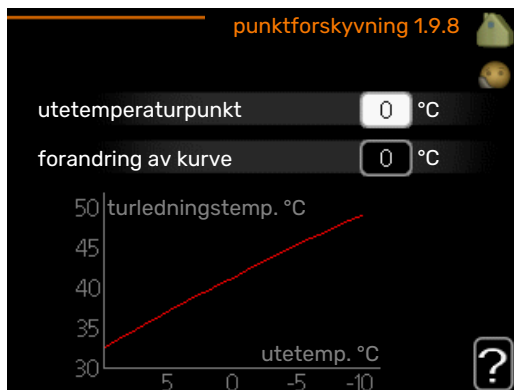 punktforskyvning 1.9.8
utetemperaturpunkt 0 °C
forandring av kurve 0 °C
50 turledningstemp. °C
45
40
35
30
utetemp. °C
5 0 -5 -10
?